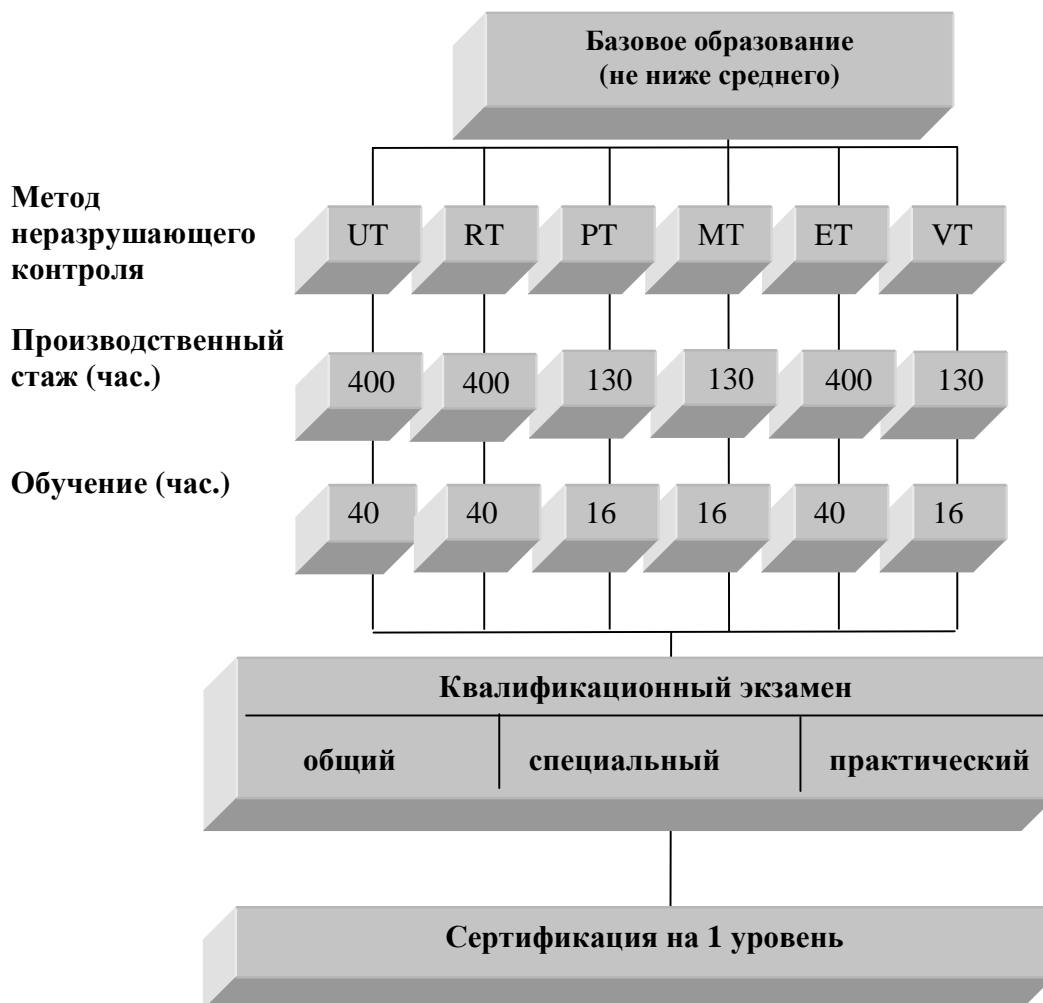 Базовое образование
(не ниже среднего)
Метод
неразрушающего
контроля
UT RT PT MT ET VT
Производственный
стаж (час.)
400 400 130 130 400 130
Обучение (час.)
40 40 16 16 40 16
Квалификационный экзамен
общий специальный практический
Сертификация на 1 уровень